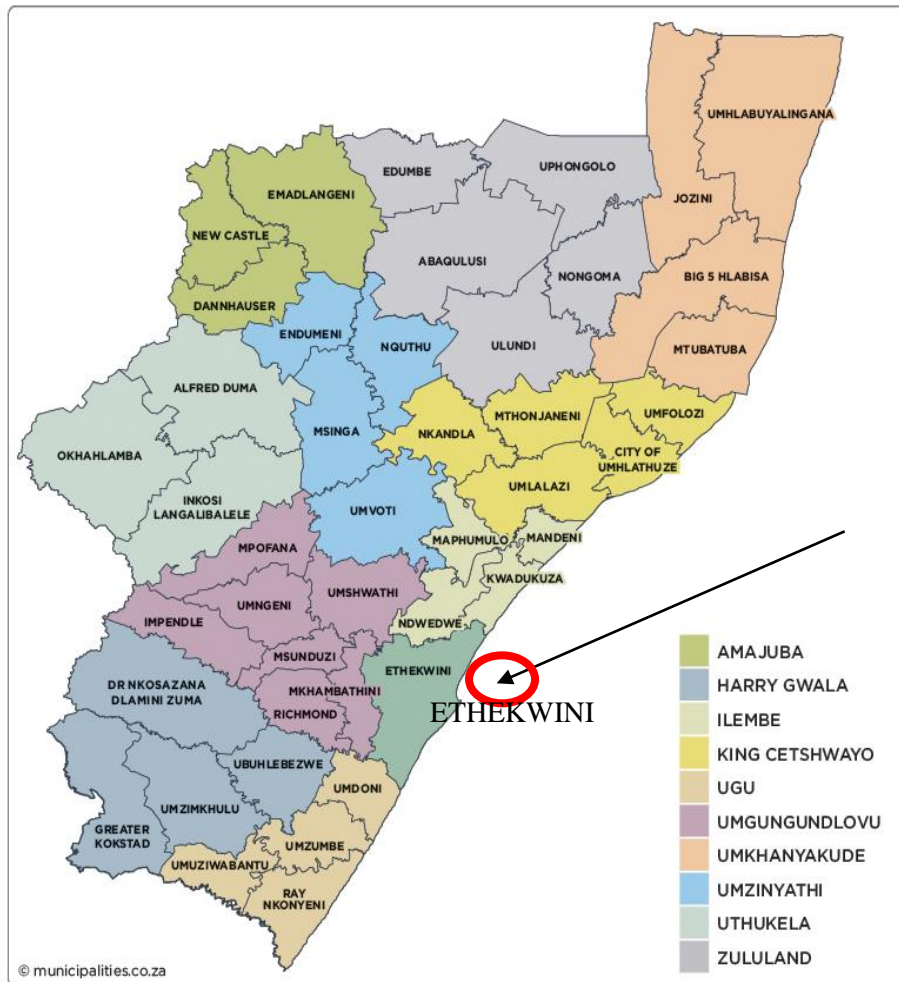 UMHLABUYALINGANA
EDUMBE
UPHONGOLO
EMADLANGENI
JOZINI
NEW CASTLE
ABAQULUSI
NONGOMA
BIG 5 HLABISA
DANNHAUSER
ENDUMENI
NQUTHU
ULUNDI
MTUBATUBA
ALFRED DUMA
MSINGA
NKANDLA
MTHONJANENI
UMFOLOZI
OKHAHLAMBA
CITY OF
UMHLATHUZE
INKOSI
LANGALIBALELE
UMVOTI
UMLALAZI
MAPHUMULO
MANDENI
MPOFANA
KWADUKUZA
UMSHWATHI
UMNGENI
IMPENDLE
NDWEDWE
MSUNDUZI
ETHEKWINI
DR NKOSAZANA
DLAMINI ZUMA
MKHAMBATHINI
RICHMOND
ETHEKWINI
UBUHLEBEZWE
UMDONI
UMZIMKHULU
GREATER
KOKSTAD
UMZUMBE
UMUZIWABANTU
RAY
NKONYENI
AMAJUBA
HARRY GWALA
ILEMBE
KING CETSHWAYO
UGU
UMGUNGUNDLOVU
UMKHANYAKUDE
UMZINYATHI
UTHUKELA
ZULULAND
© municipalities.co.za